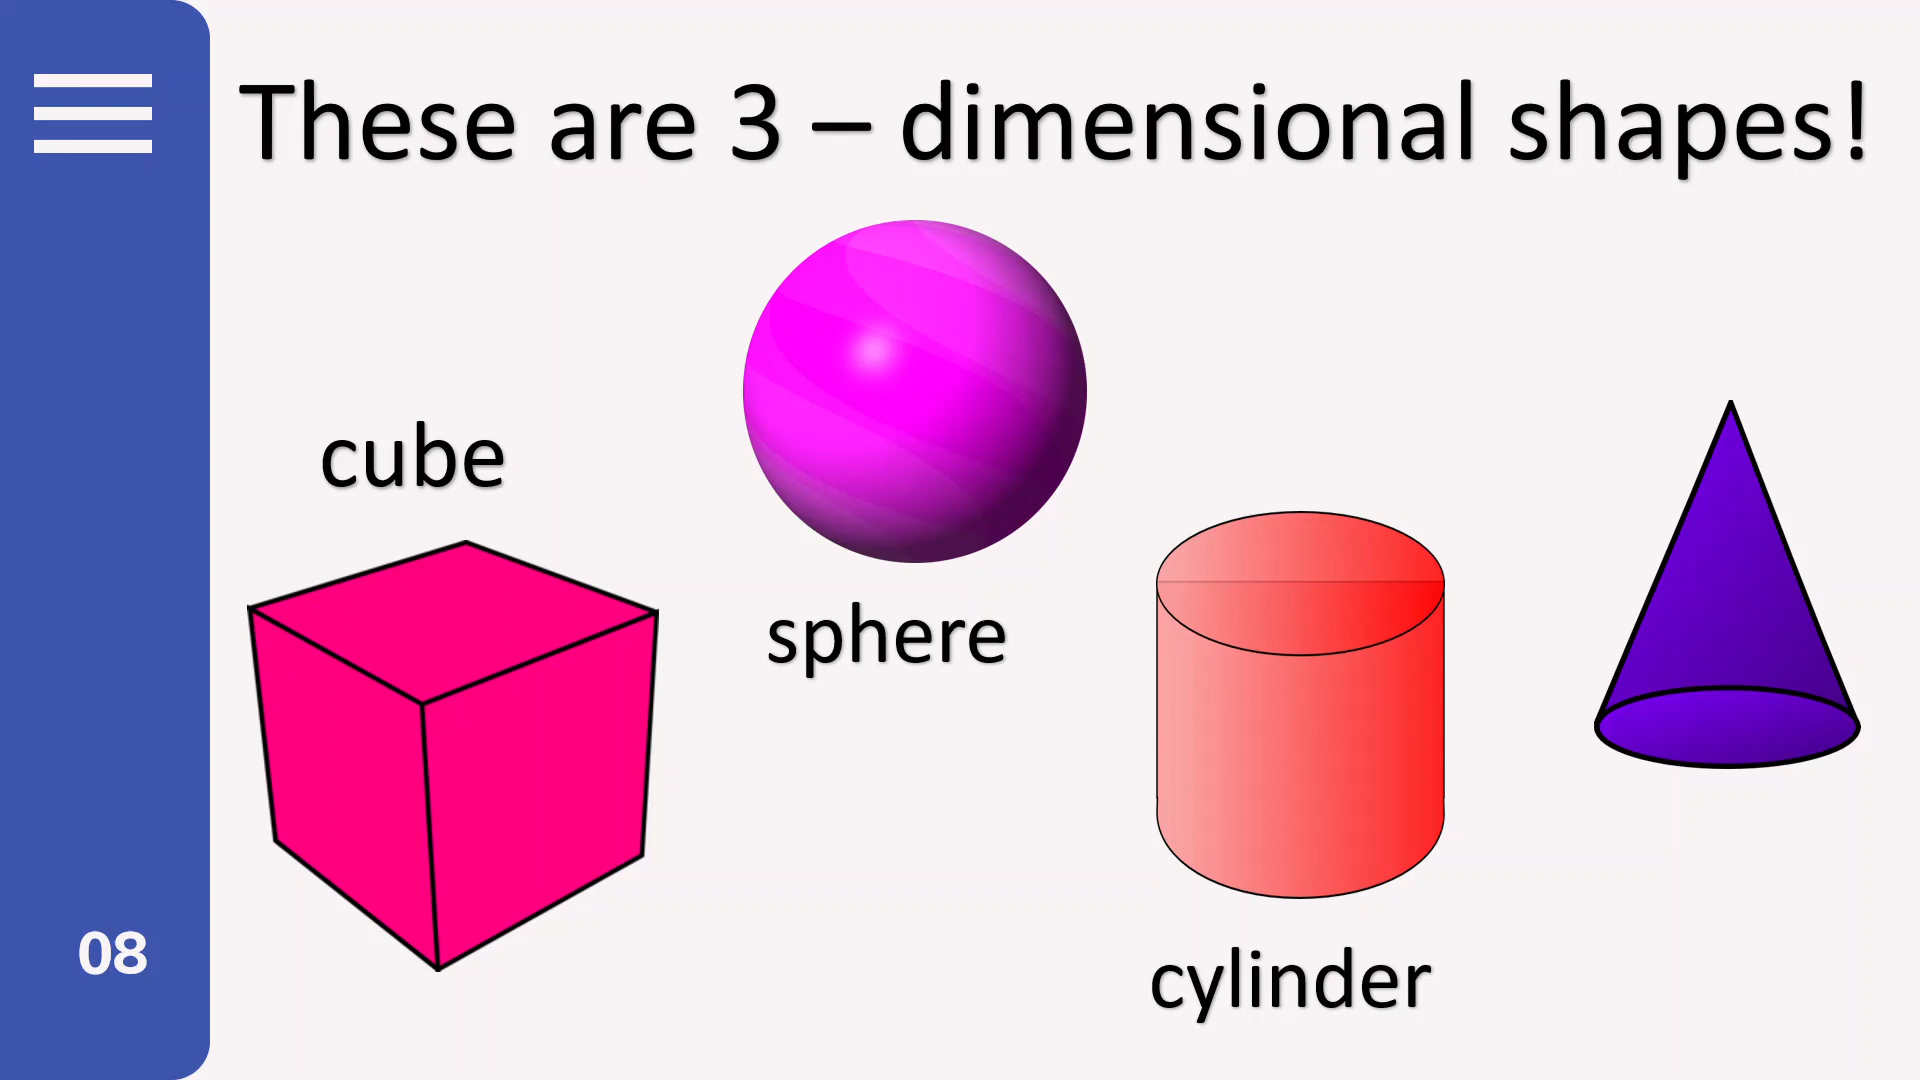 These are 3 – dimensional shapes!
cube
sphere
cylinder
08